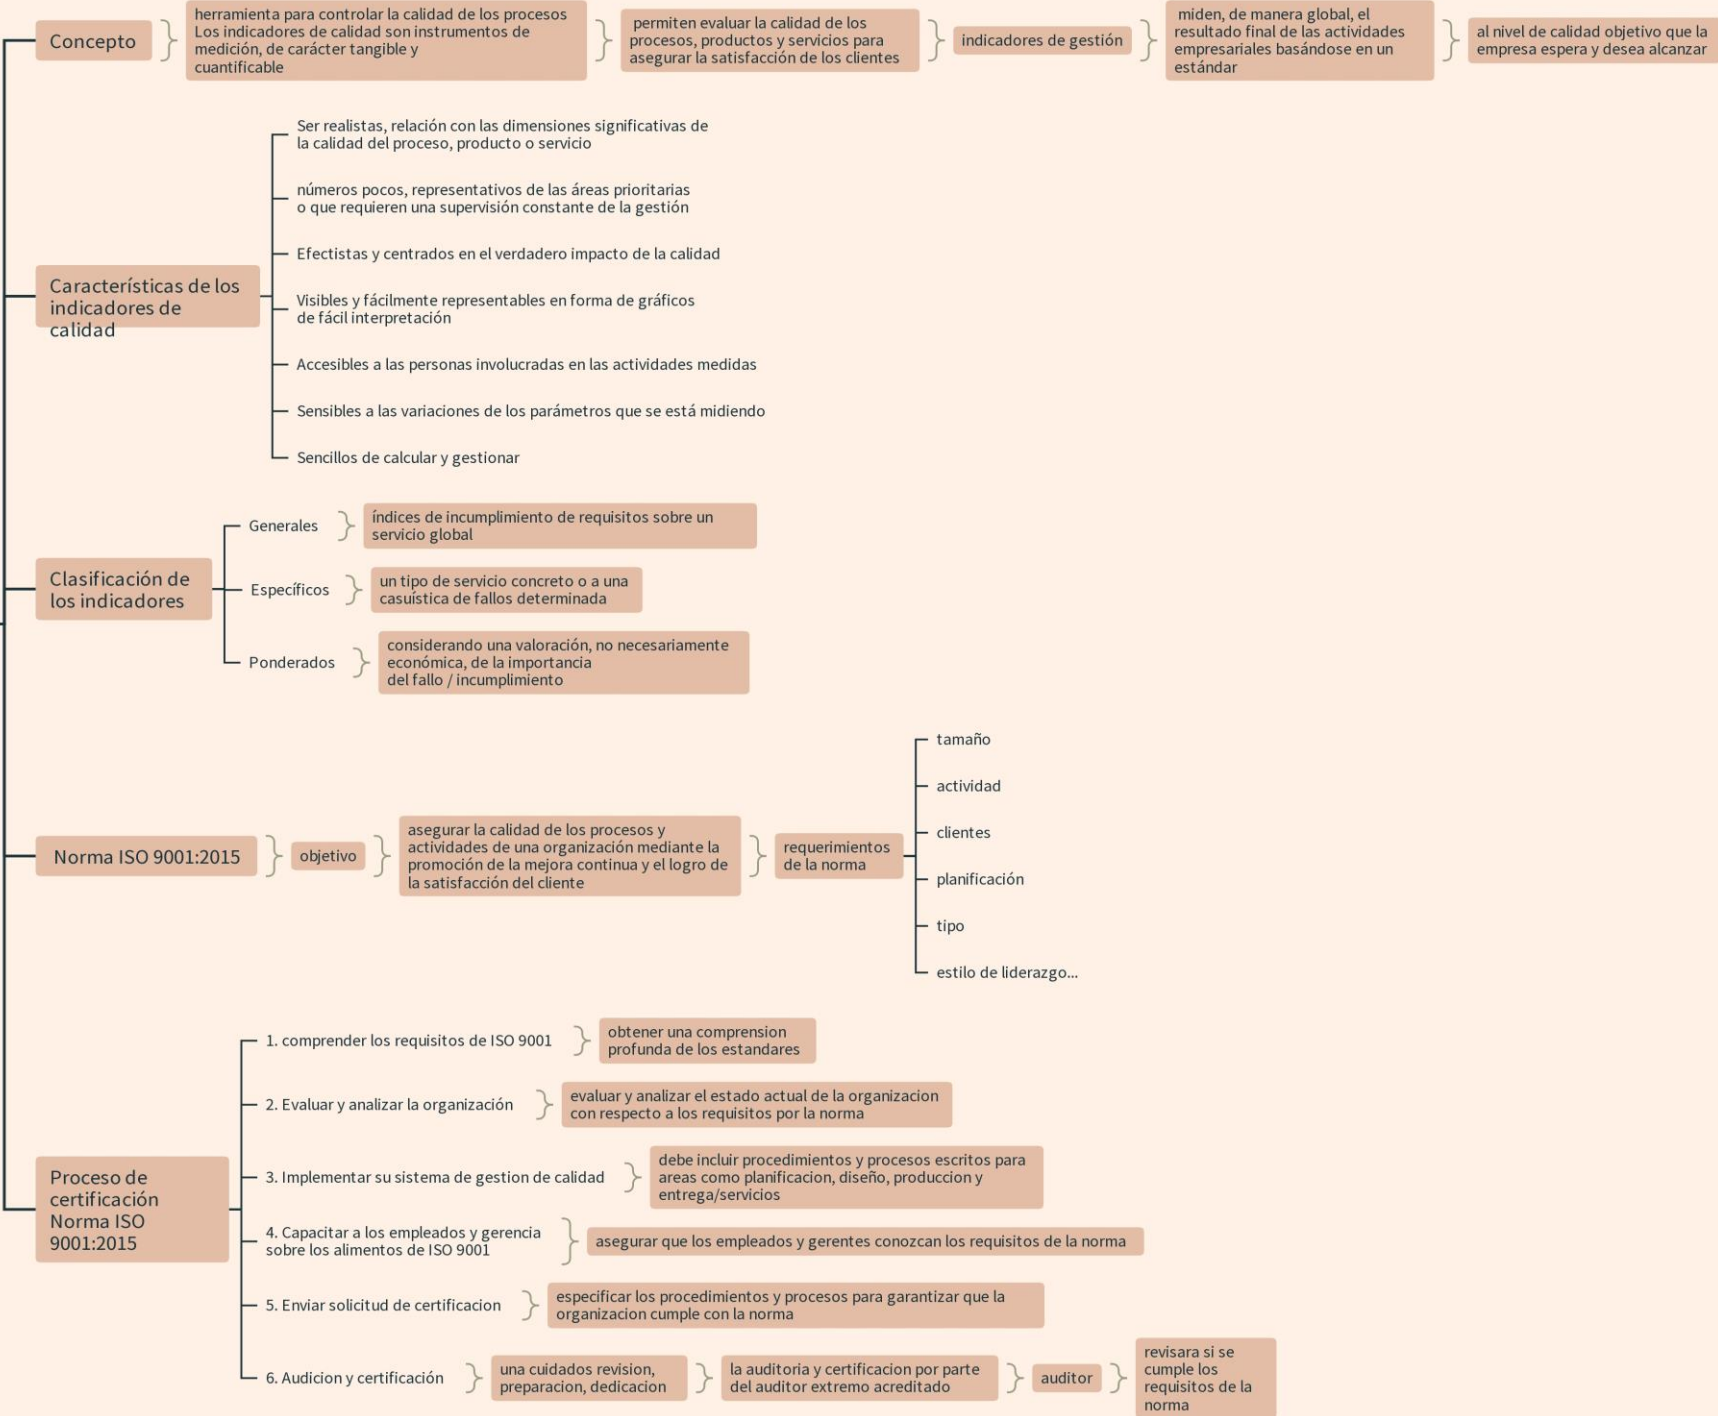 Concepto
herramienta para controlar la calidad de los procesos
Los indicadores de calidad son instrumentos de
medición, de carácter tangible y
cuantificable
permiten evaluar la calidad de los
procesos, productos y servicios para
asegurar la satisfacción de los clientes
indicadores de gestión
miden, de manera global, el
resultado final de las actividades
empresariales basándose en un
estándar
al nivel de calidad objetivo que la
empresa espera y desea alcanzar
Características de los
indicadores de
calidad
Ser realistas, relación con las dimensiones significativas de
la calidad del proceso, producto o servicio
números pocos, representativos de las áreas prioritarias
o que requieren una supervisión constante de la gestión
Efectistas y centrados en el verdadero impacto de la calidad
Visibles y fácilmente representables en forma de gráficos
de fácil interpretación
Accesibles a las personas involucradas en las actividades medidas
Sensibles a las variaciones de los parámetros que se está midiendo
Sencillos de calcular y gestionar
Clasificación de
los indicadores
Generales
índices de incumplimiento de requisitos sobre un
servicio global
Específicos
un tipo de servicio concreto o a una
casuística de fallos determinada
Ponderados
considerando una valoración, no necesariamente
económica, de la importancia
del fallo / incumplimiento
Norma ISO 9001:2015
objetivo
asegurar la calidad de los procesos y
actividades de una organización mediante la
promoción de la mejora continua y el logro de
la satisfacción del cliente
requerimientos
de la norma
tamaño
actividad
clientes
planificación
tipo
estilo de liderazgo...
Proceso de
certificación
Norma ISO
9001:2015
1. comprender los requisitos de ISO 9001
obtener una comprension
profunda de los estandares
2. Evaluar y analizar la organización
evaluar y analizar el estado actual de la organizacion
con respecto a los requisitos por la norma
3. Implementar su sistema de gestion de calidad
debe incluir procedimientos y procesos escritos para
areas como planificacion, diseño, produccion y
entrega/servicios
4. Capacitar a los empleados y gerencia
sobre los alimentos de ISO 9001
asegurar que los empleados y gerentes conozcan los requisitos de la norma
5. Enviar solicitud de certificacion
especificar los procedimientos y procesos para garantizar que la
organizacion cumple con la norma
6. Audicion y certificación
una cuidados revision,
preparacion, dedicacion
la auditoria y certificacion por parte
del auditor extremo acreditado
auditor
revisara si se
cumple los
requisitos de la
norma